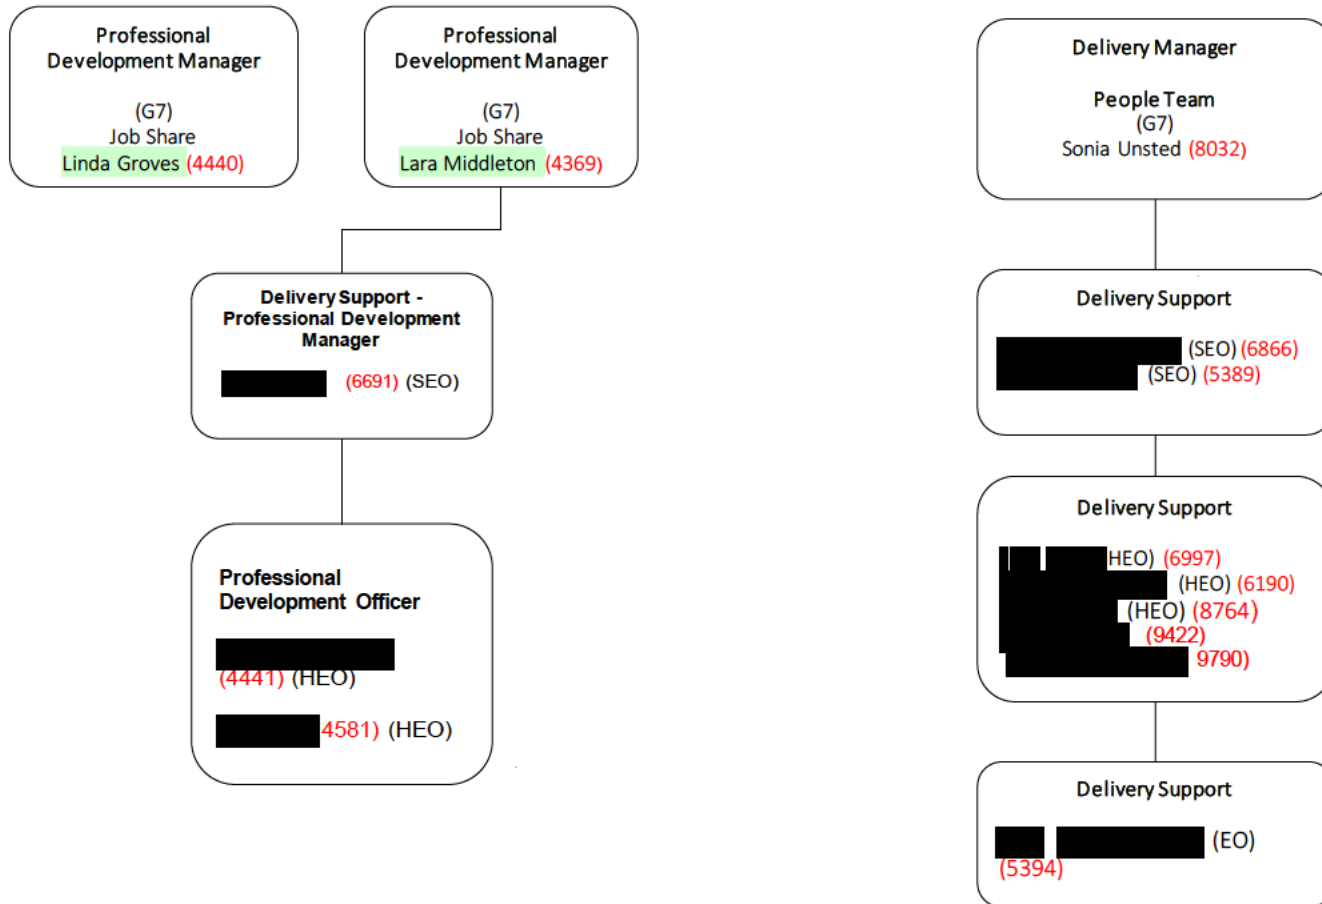 Professional
Development Manager
(G7)
Job Share
Linda Groves (4440)
Professional
Development Manager
(G7)
Job Share
Lara Middleton (4369)
Delivery Support -
Professional Development
Manager
(6691) (SEO)
Professional
Development Officer
(4441) (HEO)
4581) (HEO)
Delivery Manager
People Team
(G7)
Sonia Unsted (8032)
Delivery Support
(SEO) (6866)
(SEO) (5389)
Delivery Support
HEO) (6997)
(HEO) (6190)
(HEO) (8764)
(9422)
9790)
Delivery Support
(EO)
(5394)